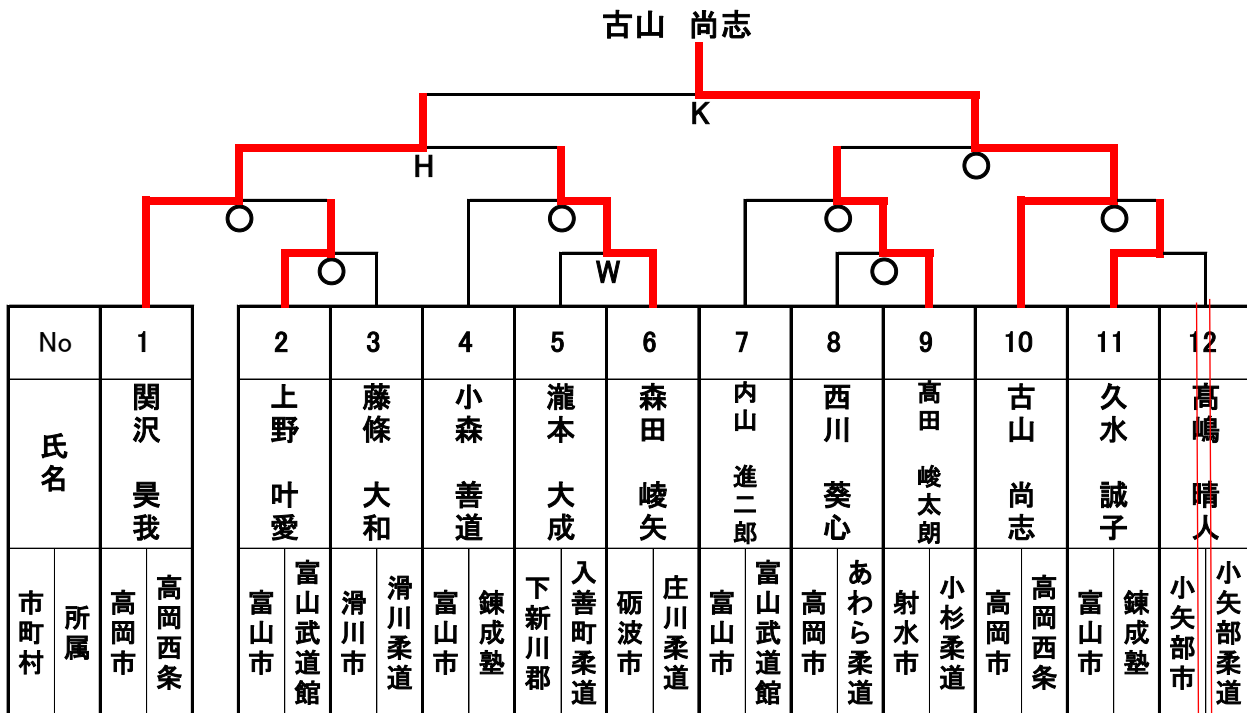 古山 尚志
K
H
W
No 1 2 3 4 5 6 7 8 9 10 11 12
氏名
関沢 昊我
上野 叶愛
藤條 大和
小森 善道
瀧本 大成
森田 崚矢
内山 進二郎
西川 葵心
髙田 峻太朗
古山 尚志
久水 誠子
髙嶋 晴人
市町村
所属
高岡市
高岡西条
富山市
富山武道館
滑川市
滑川柔道
富山市
錬成塾
下新川郡
入善町柔道
砺波市
庄川柔道
富山市
富山武道館
高岡市
あわら柔道
射水市
小杉柔道
高岡市
高岡西条
富山市
錬成塾
小矢部市
小矢部柔道